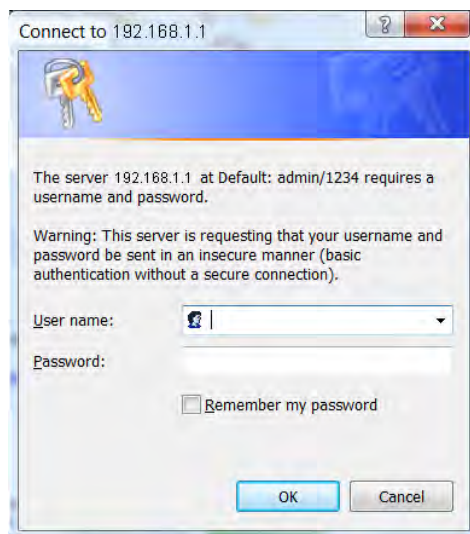 Connect to 192.168.1.1
The server 192.168.1.1 at Default: admin/1234 requires a
username and password.
Warning: This server is requesting that your username and
password be sent in an insecure manner (basic
authentication without a secure connection).
User name:
Password:
Remember my password
OK Cancel